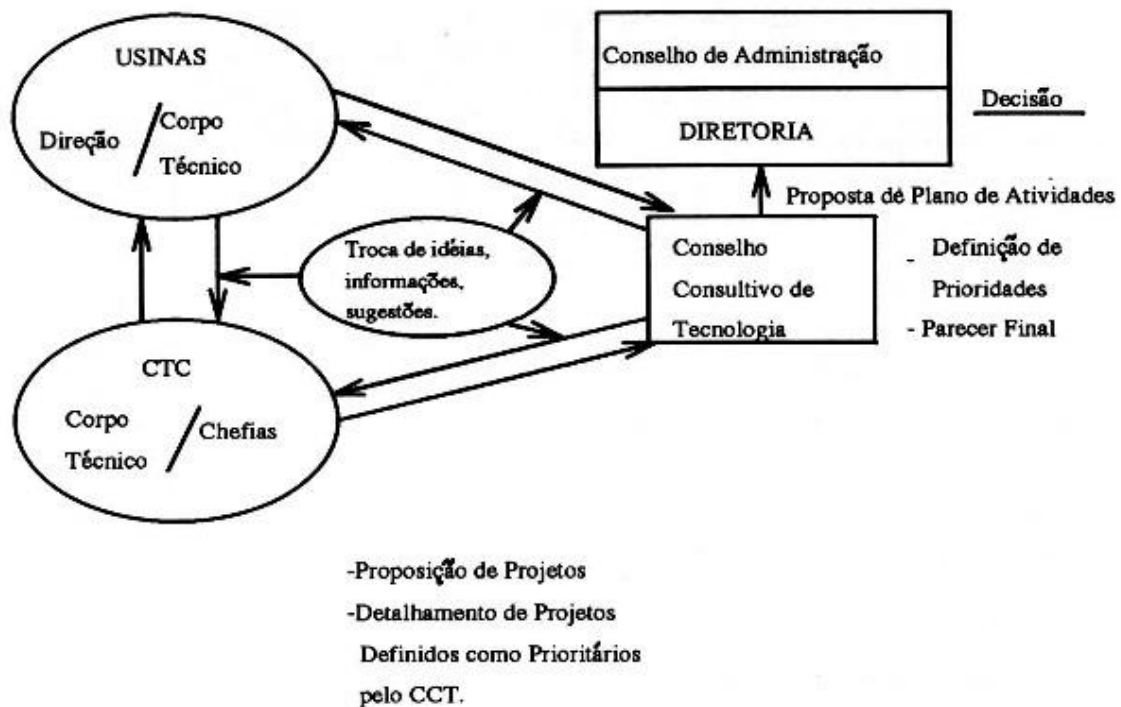 USINAS
Direção / Corpo
Técnico
Conselho de Administração
DIRETORIA
Decisão
Proposta de Plano de Atividades
Troca de idéias,
informações,
sugestões.
Conselho
Consultivo de
Tecnologia
- Definição de
Prioridades
- Parecer Final
CTC
Corpo
Técnico / Chefias
-Proposição de Projetos
-Detalhamento de Projetos
Definidos como Prioritários
pelo CCT.